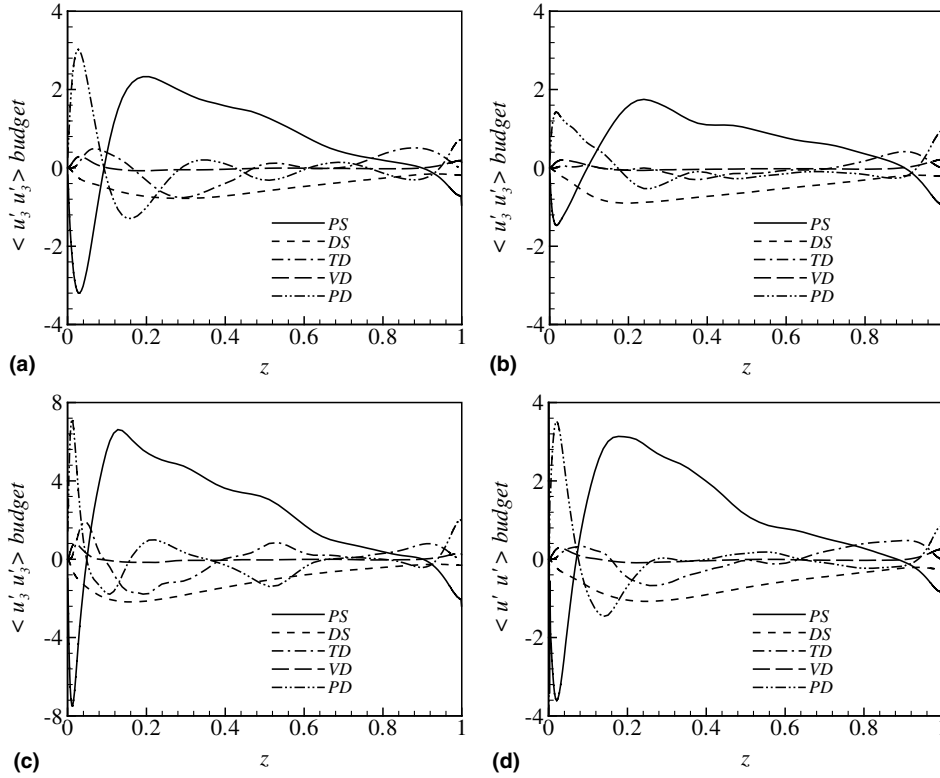 4
2
0
-2
-4
< u'3 u'3 > budget
0 0.2 0.4 0.6 0.8 1
z
PS
DS
TD
VD
PD
(a)
4
2
0
-2
-4
< u'3 u'3 > budget
0 0.2 0.4 0.6 0.8 1
z
PS
DS
TD
VD
PD
(b)
8
4
0
-4
-8
< u'3 u'3 > budget
0 0.2 0.4 0.6 0.8 1
z
PS
DS
TD
VD
PD
(c)
4
2
0
-2
-4
< u' u' > budget
0 0.2 0.4 0.6 0.8
z
PS
DS
TD
VD
PD
(d)